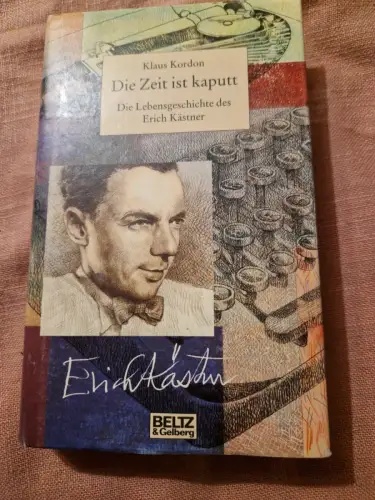 Klaus Kordon
Die Zeit ist kaputt
Die Lebensgeschichte des
Erich Kästner
Erich Kästner
BELTZ
& Gelberg